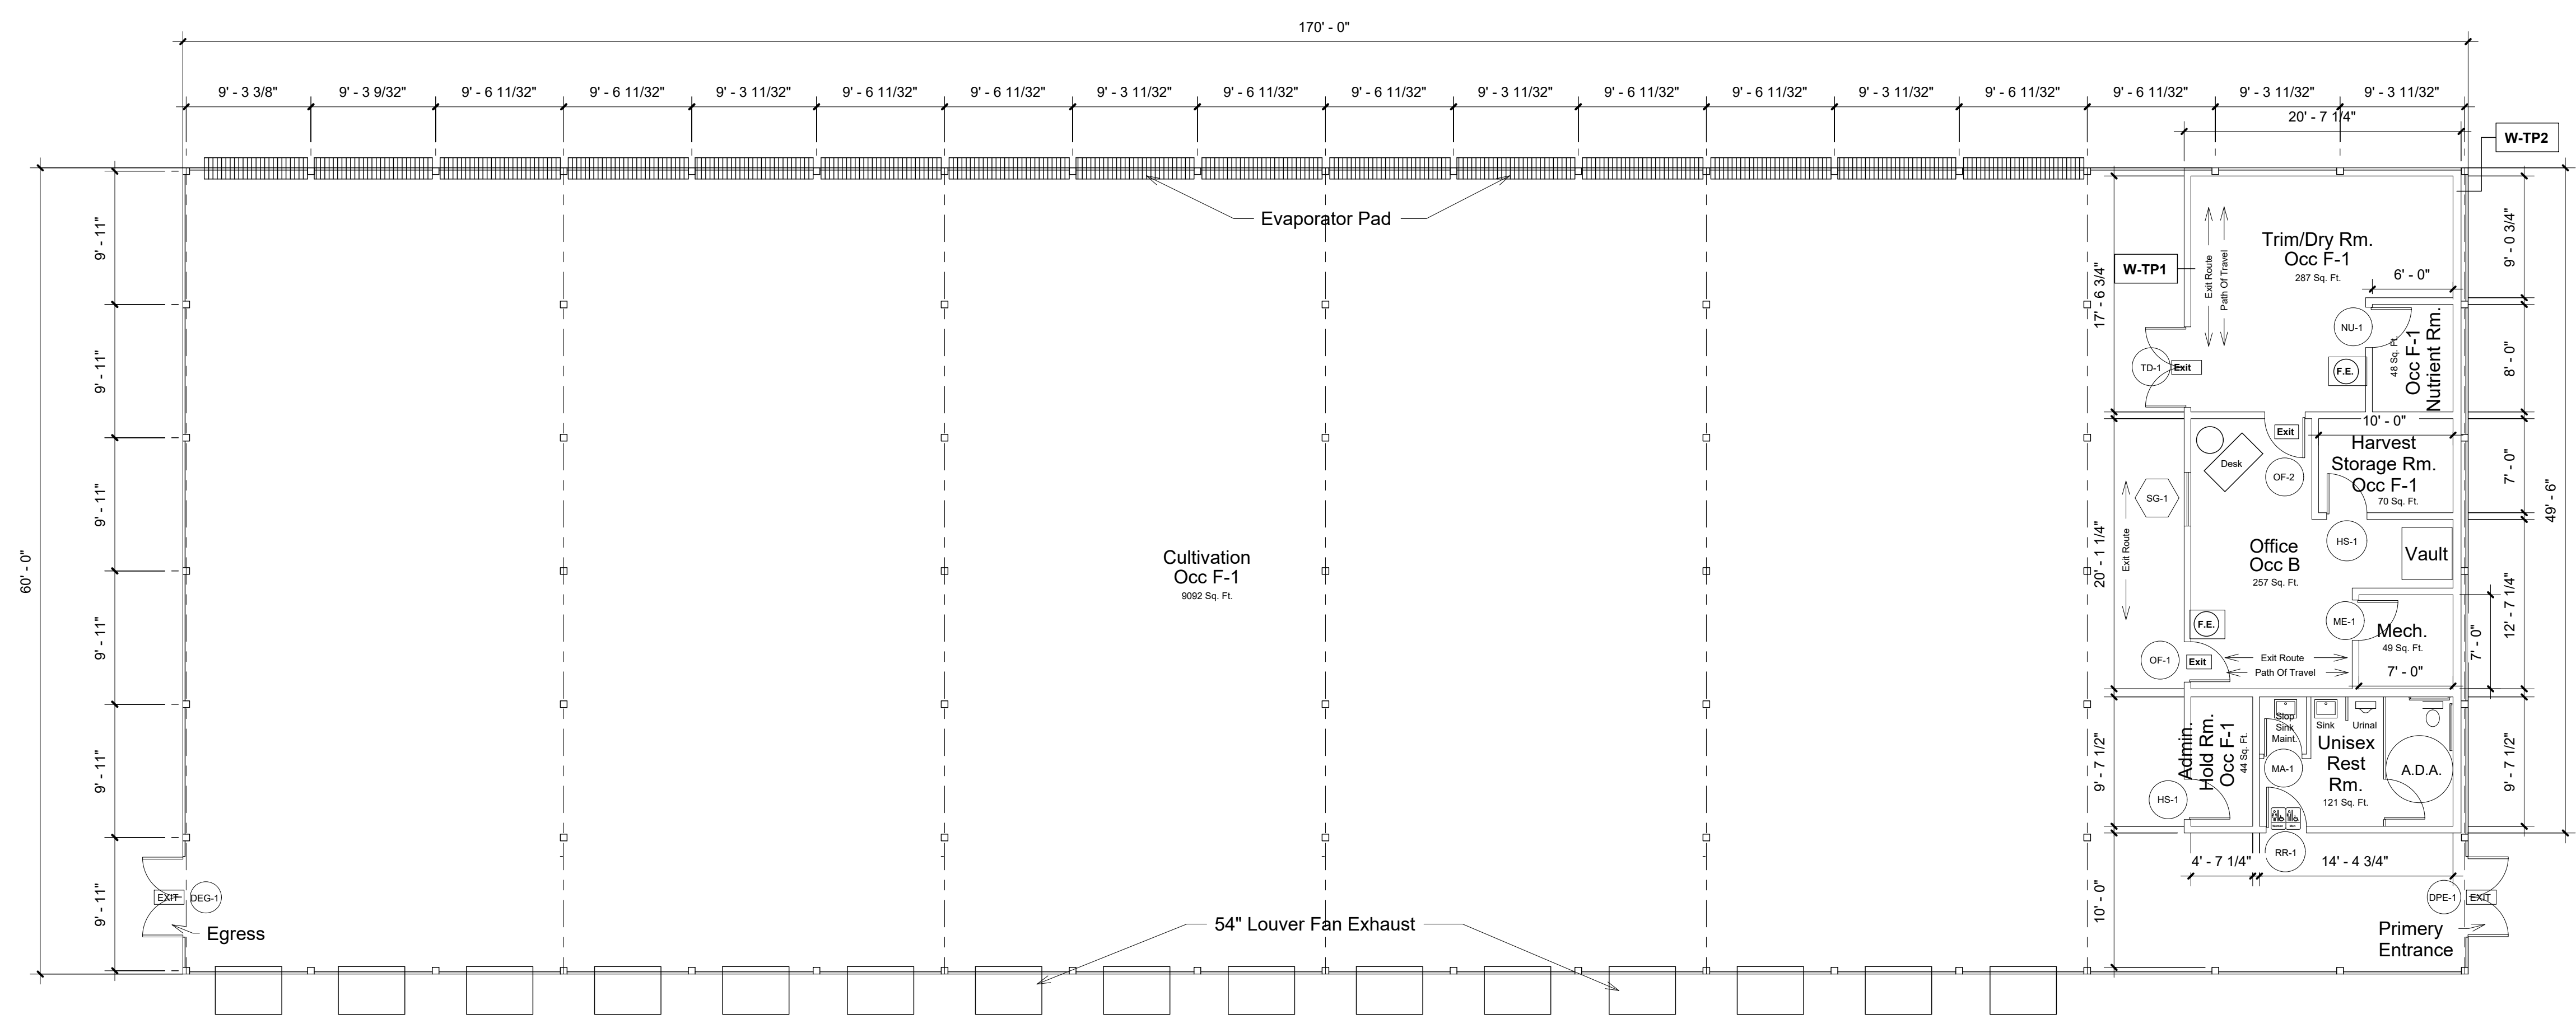 170' - 0"
9' - 3 3/8"
9' - 3 9/32"
9' - 6 11/32"
9' - 6 11/32"
9' - 3 11/32"
9' - 6 11/32"
9' - 6 11/32"
9' - 3 11/32"
9' - 6 11/32"
9' - 6 11/32"
9' - 3 11/32"
9' - 6 11/32"
9' - 6 11/32"
9' - 3 11/32"
9' - 6 11/32"
9' - 6 11/32"
9' - 3 11/32"
9' - 3 11/32"
20' - 7 1/4"
W-TP2
Evaporator Pad
60' - 0"
9' - 11"
9' - 11"
9' - 11"
9' - 11"
9' - 11"
9' - 11"
Cultivation
Occ F-1
9092 Sq. Ft.
EXIT
DEG-1
Egress
54" Louver Fan Exhaust
17' - 6 3/4"
20' - 1 1/4"
9' - 7 1/2"
10' - 0"
W-TP1
Exit Route
Path Of Travel
Trim/Dry Rm.
Occ F-1
287 Sq. Ft.
6' - 0"
9' - 0 3/4"
NU-1
F.E.
48 Sq. Ft.
Occ F-1
Nutrient Rm.
8' - 0"
TD-1
Exit
Exit
OF-2
Desk
10' - 0"
Harvest
Storage Rm.
Occ F-1
70 Sq. Ft.
7' - 0"
49' - 6"
SG-1
Exit Route
HS-1
Vault
Office
Occ B
257 Sq. Ft.
12' - 7 1/4"
F.E.
ME-1
Mech.
49 Sq. Ft.
7' - 0"
7' - 0"
OF-1
Exit
Exit Route
Path Of Travel
Admin.
Hold Rm.
Occ F-1
44 Sq. Ft.
HS-1
Slop
Sink
Maint.
Sink
Urinal
MA-1
Unisex
Rest
Rm.
121 Sq. Ft.
A.D.A.
9' - 7 1/2"
RR-1
4' - 7 1/4"
14' - 4 3/4"
DPE-1
EXIT
Primery
Entrance